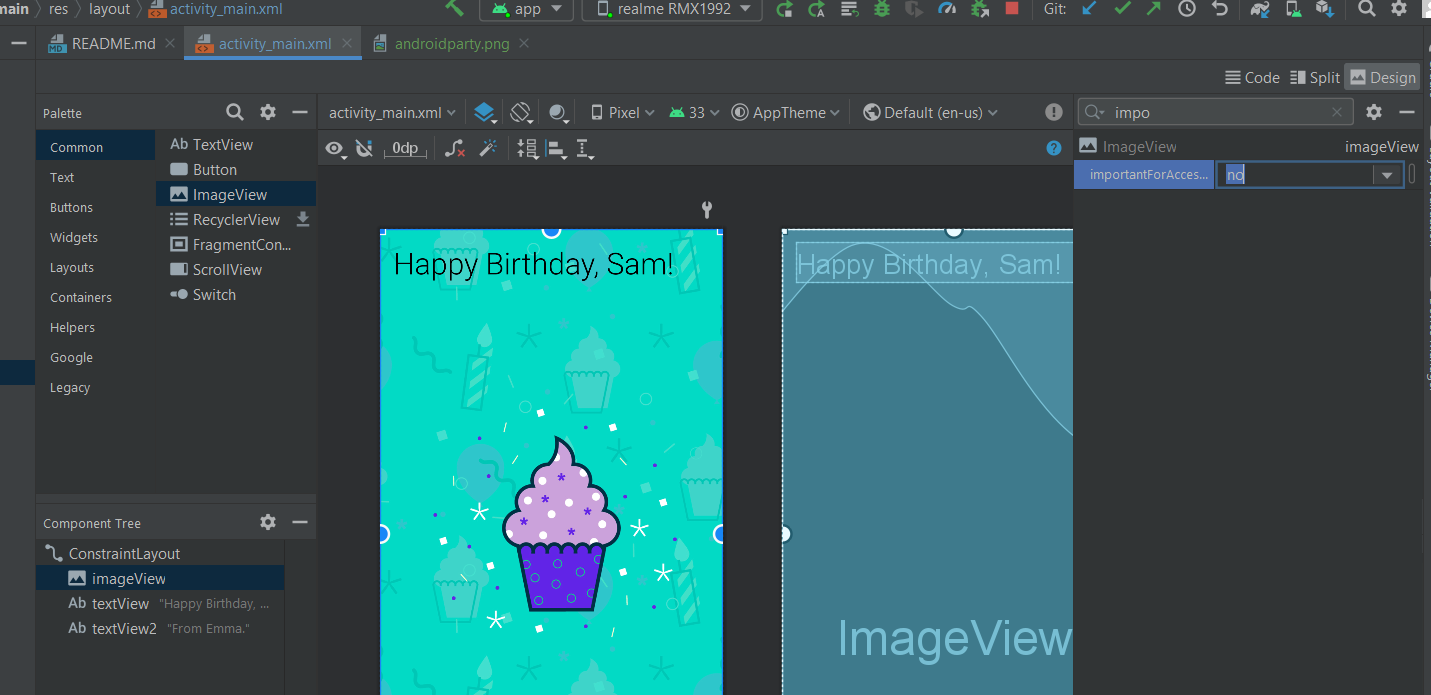 main res layout activity_main.xml app realme RMX1992 Git:
README.md activity_main.xml androidparty.png
Code Split Design
Palette
activity_main.xml Pixel 33 AppTheme Default (en-us)
impo
Common
Text
Buttons
Widgets
Layouts
Containers
Helpers
Google
Legacy
Ab TextView
Button
ImageView
RecyclerView
FragmentCon...
ScrollView
Switch
0dp
ImageView imageView
importantForAcces... no
Happy Birthday, Sam!
Happy Birthday, Sam!
ImageView
Component Tree
ConstraintLayout
imageView
Ab textView "Happy Birthday, ...
Ab textView2 "From Emma."